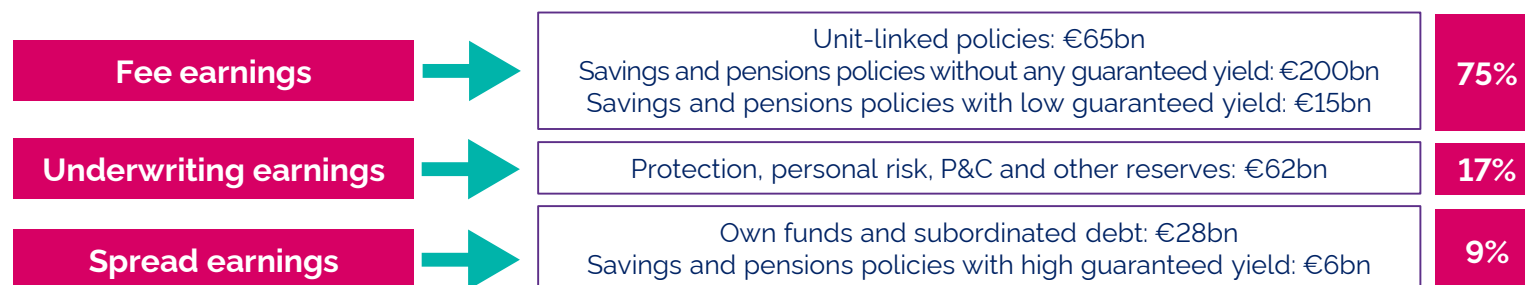 Fee earnings
Unit-linked policies: €65bn
Savings and pensions policies without any guaranteed yield: €200bn
Savings and pensions policies with low guaranteed yield: €15bn
75%
Underwriting earnings
Protection, personal risk, P&C and other reserves: €62bn
17%
Spread earnings
Own funds and subordinated debt: €28bn
Savings and pensions policies with high guaranteed yield: €6bn
9%